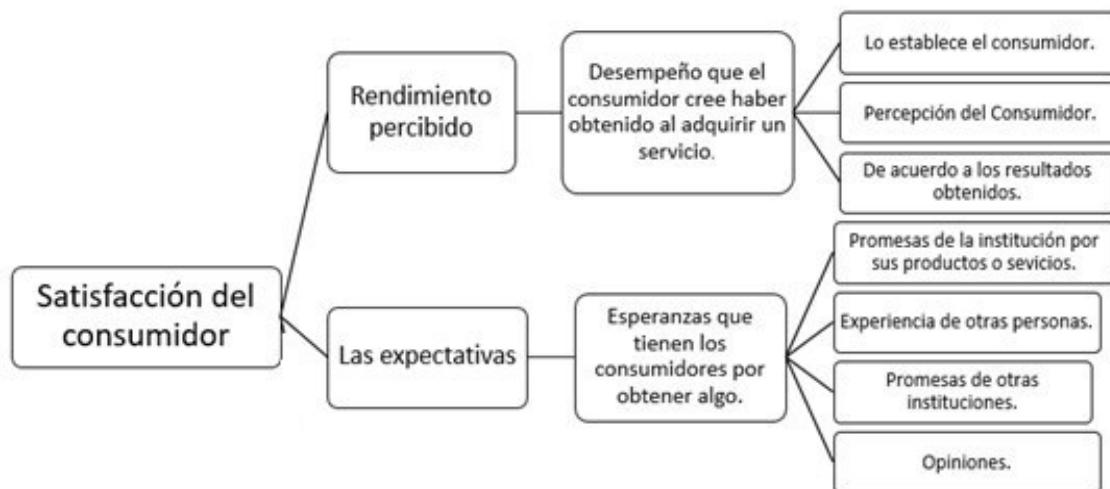 Satisfacción del
consumidor
Rendimiento
percibido
Desempeño que el
consumidor cree haber
obtenido al adquirir un
servicio.
Lo establece el consumidor.
Percepción del Consumidor.
De acuerdo a los resultados
obtenidos.
Las expectativas
Esperanzas que
tienen los
consumidores por
obtener algo.
Promesas de la institución por
sus productos o sevicios.
Experiencia de otras personas.
Promesas de otras
instituciones.
Opiniones.